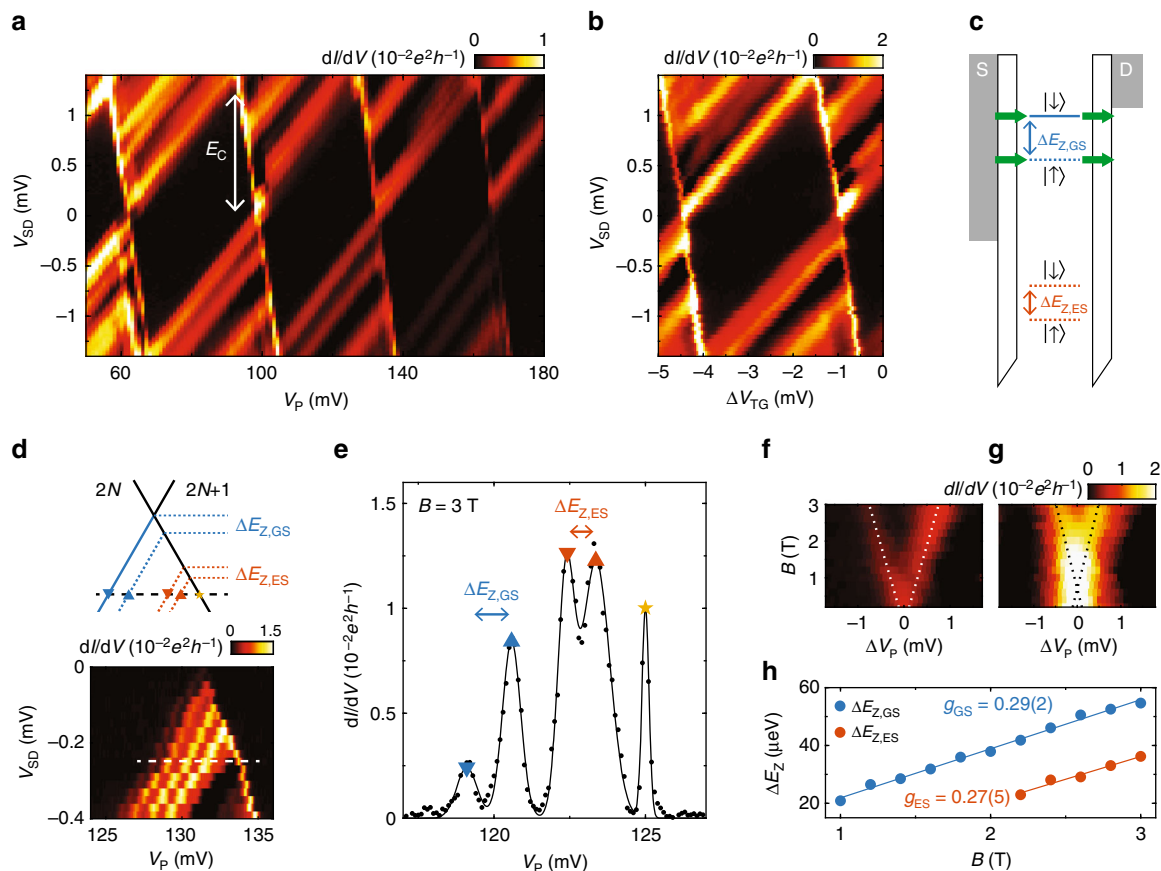 a
dI/dV (10⁻²e²h⁻¹)
0 1
V_SD (mV)
1
0.5
0
−0.5
−1
E_C
60 100 140 180
V_P (mV)
b
dI/dV (10⁻²e²h⁻¹)
0 2
V_SD (mV)
1
0.5
0
−0.5
−1
−5 −4 −3 −2 −1 0
ΔV_TG (mV)
c
S D
|↓⟩
ΔE_Z,GS
|↑⟩
|↓⟩
ΔE_Z,ES
|↑⟩
d
2N 2N+1
ΔE_Z,GS
ΔE_Z,ES
dI/dV (10⁻²e²h⁻¹)
0 1.5
V_SD (mV)
0
−0.2
−0.4
125 130 135
V_P (mV)
e
B = 3 T
ΔE_Z,ES
ΔE_Z,GS
dI/dV (10⁻²e²h⁻¹)
1.5
1
0.5
0
120 125
V_P (mV)
f g
dI/dV (10⁻²e²h⁻¹)
0 1 2
B (T)
3
2
1
−1 0 1
ΔV_P (mV)
−1 0 1
ΔV_P (mV)
h
ΔE_Z (μeV)
60
40
20
ΔE_Z,GS
ΔE_Z,ES
g_GS = 0.29(2)
g_ES = 0.27(5)
1 2 3
B (T)